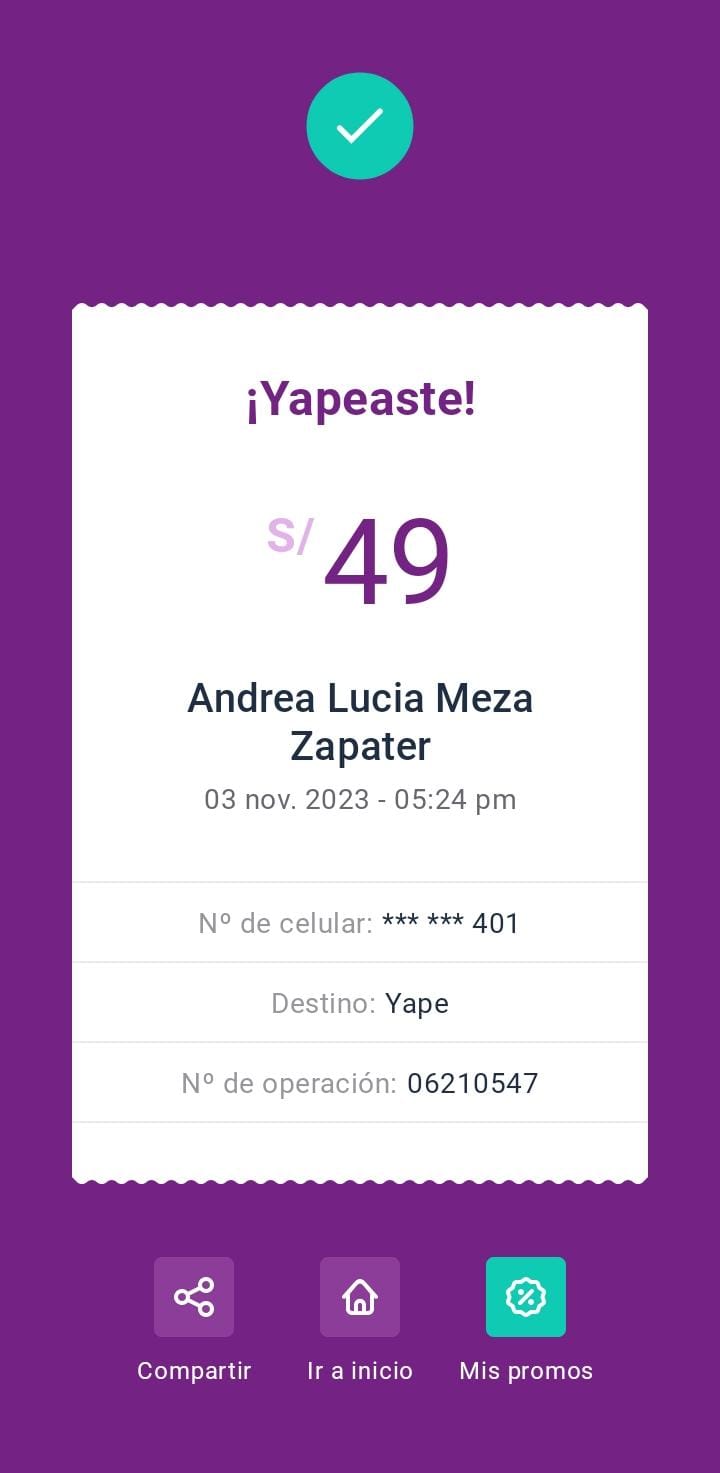 ¡Yapeaste!
S/ 49
Andrea Lucia Meza
Zapater
03 nov. 2023 - 05:24 pm
Nº de celular: *** *** 401
Destino: Yape
Nº de operación: 06210547
Compartir Ir a inicio Mis promos